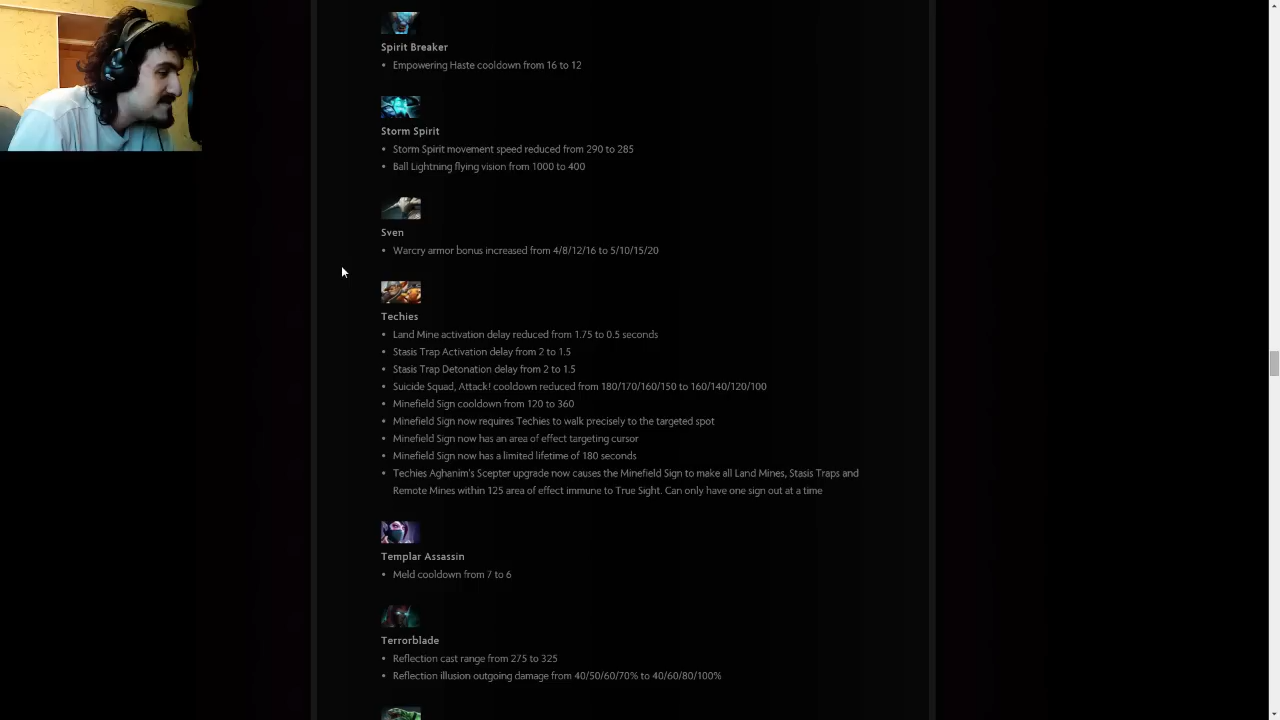 Spirit Breaker
• Empowering Haste cooldown from 16 to 12
Storm Spirit
• Storm Spirit movement speed reduced from 290 to 285
• Ball Lightning flying vision from 1000 to 400
Sven
• Warcry armor bonus increased from 4/8/12/16 to 5/10/15/20
Techies
• Land Mine activation delay reduced from 1.75 to 0.5 seconds
• Stasis Trap Activation delay from 2 to 1.5
• Stasis Trap Detonation delay from 2 to 1.5
• Suicide Squad, Attack! cooldown reduced from 180/170/160/150 to 160/140/120/100
• Minefield Sign cooldown from 120 to 360
• Minefield Sign now requires Techies to walk precisely to the targeted spot
• Minefield Sign now has an area of effect targeting cursor
• Minefield Sign now has a limited lifetime of 180 seconds
• Techies Aghanim's Scepter upgrade now causes the Minefield Sign to make all Land Mines, Stasis Traps and
Remote Mines within 125 area of effect immune to True Sight. Can only have one sign out at a time
Templar Assassin
• Meld cooldown from 7 to 6
Terrorblade
• Reflection cast range from 275 to 325
• Reflection illusion outgoing damage from 40/50/60/70% to 40/60/80/100%